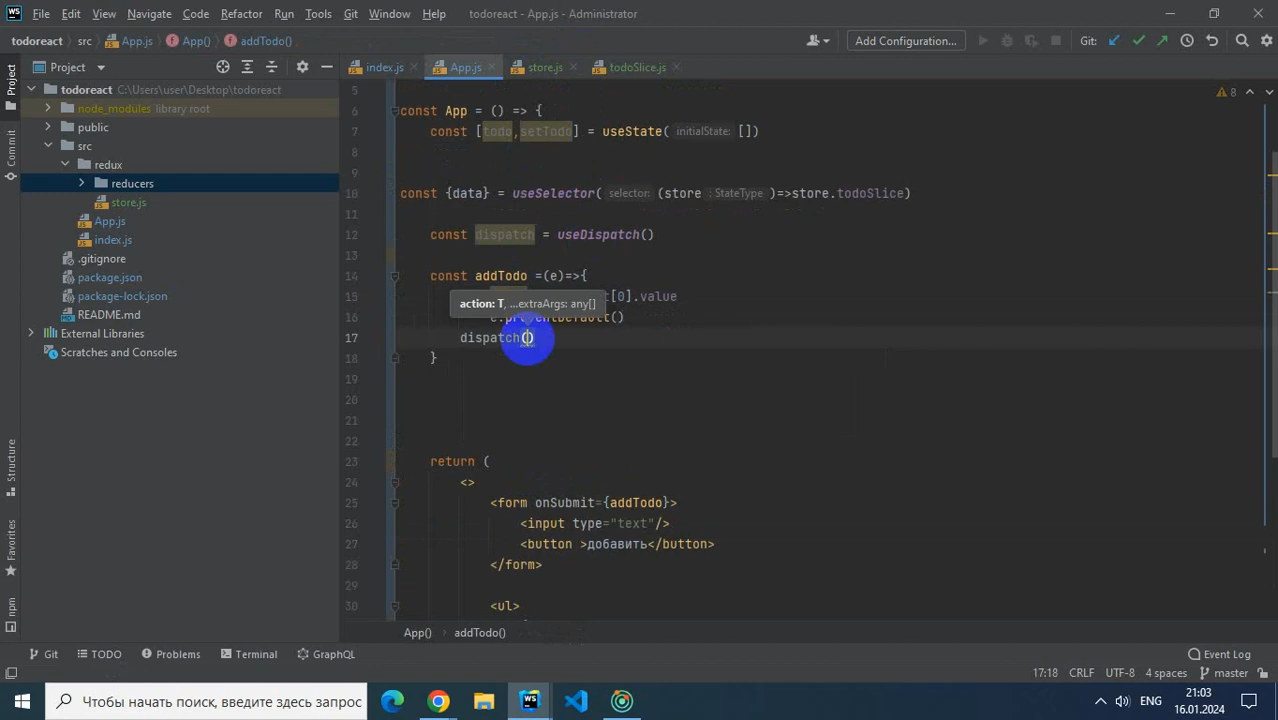 File Edit View Navigate Code Refactor Run Tools Git Window Help todoreact - App.js - Administrator
todoreact src App.js App() addTodo() Add Configuration... Git:
Project index.js App.js store.js todoSlice.js
todoreact C:\Users\user\Desktop\todoreact
node_modules library root
public
src
redux
reducers
store.js
App.js
index.js
.gitignore
package.json
package-lock.json
README.md
External Libraries
Scratches and Consoles
Project
Commit
Structure
Favorites
npm
8
5
6 const App = () => {
7 const [todo,setTodo] = useState( initialState: [])
8
9
10 const {data} = useSelector( selector: (store : StateType )=>store.todoSlice)
11
12 const dispatch = useDispatch()
13
14 const addTodo =(e)=>{
action: T, ...extraArgs: any[]
15 [0].value
16 ()
17 dispatch()
18 }
19
20
21
22
23 return (
24 <>
25 <form onSubmit={addTodo}>
26 <input type="text"/>
27 <button >добавить</button>
28 </form>
29
30 <ul>
App() addTodo()
Git TODO Problems Terminal GraphQL Event Log
17:18 CRLF UTF-8 4 spaces master
Чтобы начать поиск, введите здесь запрос WS ENG 21:03
16.01.2024